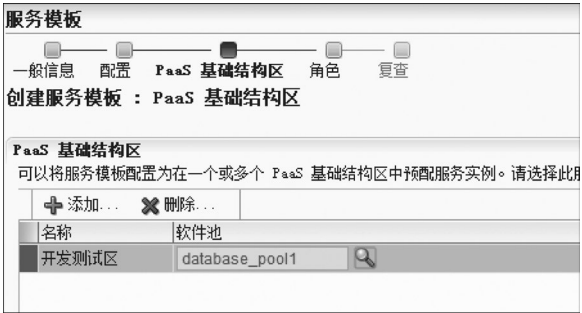 服务模板
一般信息 配置 PaaS 基础结构区 角色 复查
创建服务模板 : PaaS 基础结构区
PaaS 基础结构区
可以将服务模板配置为在一个或多个 PaaS 基础结构区中预配服务实例。请选择此
添加... 删除...
名称 软件池
开发测试区 database_pool1